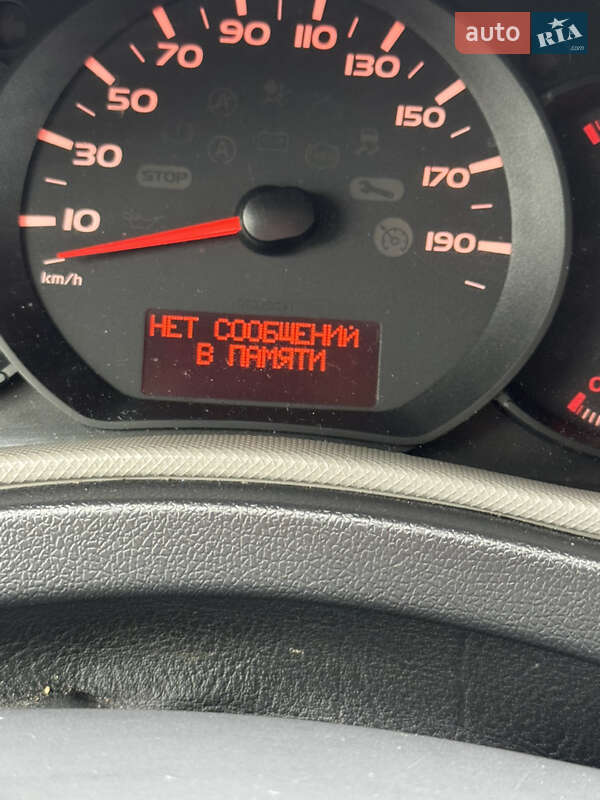 auto RIA .com
90 110
70 130
50 150
30 170
STOP
10 190
km/h
НЕТ СООБЩЕНИЙ
В ПАМЯТИ